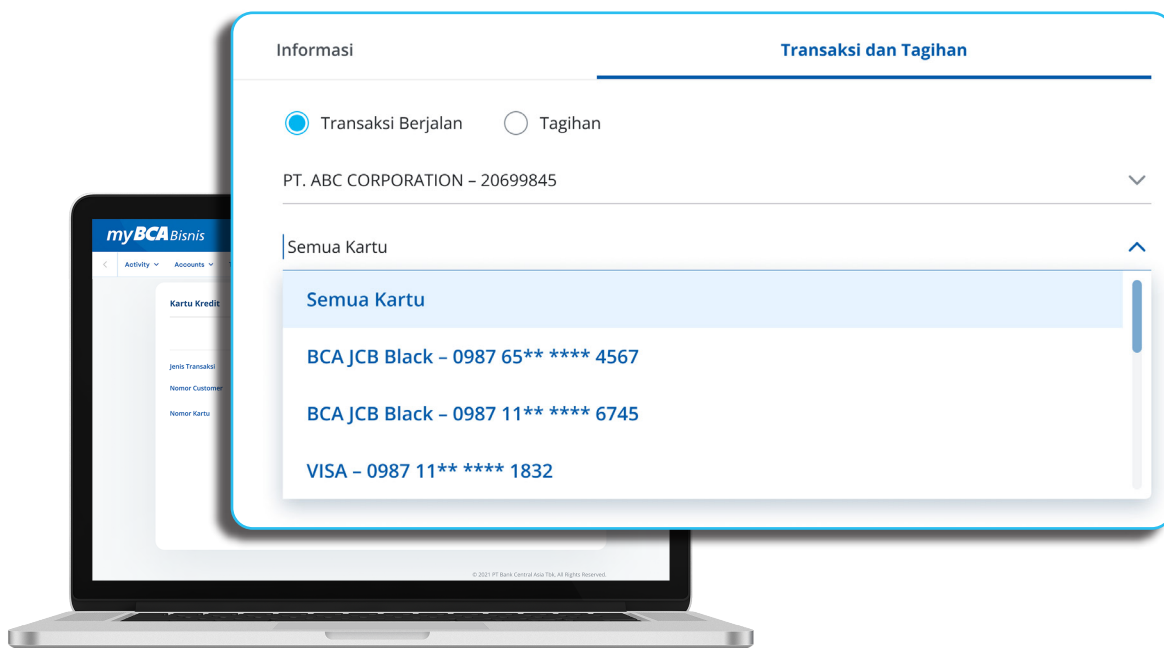 Informasi
Transaksi dan Tagihan
Transaksi Berjalan
Tagihan
PT. ABC CORPORATION – 20699845
Semua Kartu
Semua Kartu
BCA JCB Black – 0987 65** **** 4567
BCA JCB Black – 0987 11** **** 6745
VISA – 0987 11** **** 1832
myBCA Bisnis
Activity
Accounts
Kartu Kredit
Jenis Transaksi
Nomor Customer
Nomor Kartu
© 2021 PT Bank Central Asia Tbk, All Rights Reserved.